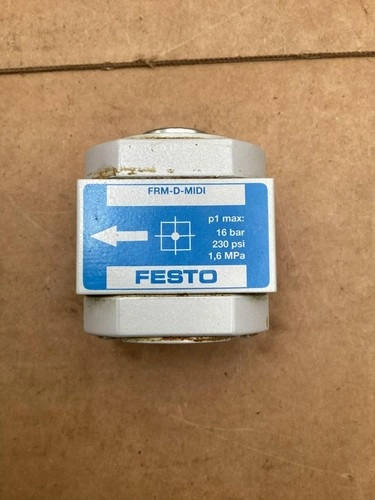 FRM-D-MIDI
p1 max:
16 bar
230 psi
1,6 MPa
FESTO